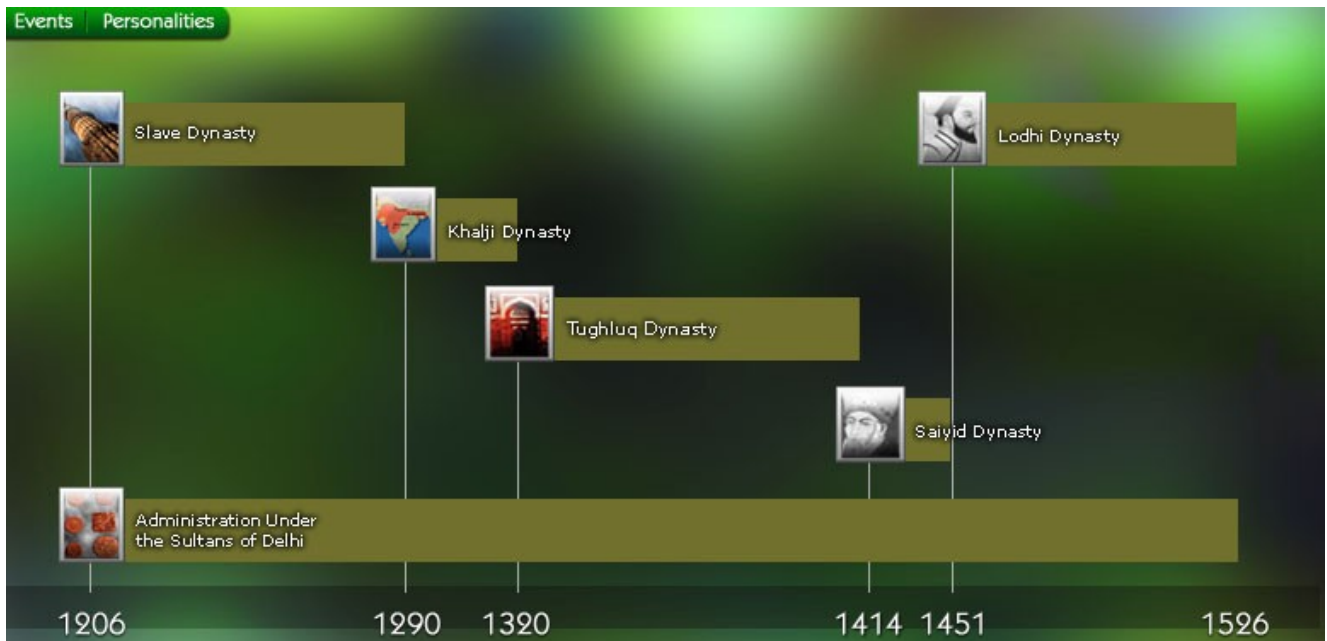 Events Personalities
Slave Dynasty
Lodhi Dynasty
Khalji Dynasty
Tughluq Dynasty
Saiyid Dynasty
Administration Under
the Sultans of Delhi
1206 1290 1320 1414 1451 1526